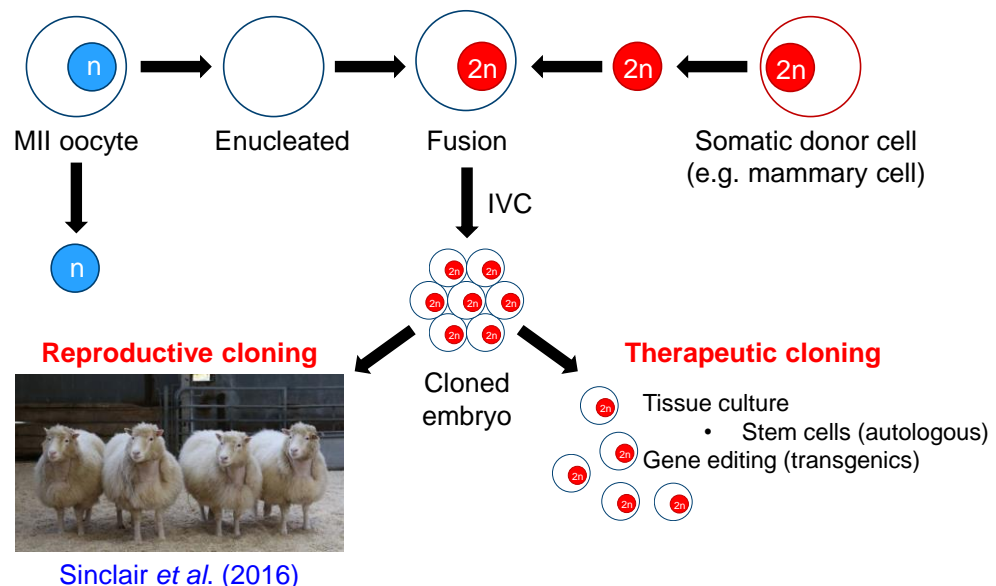 n
2n
2n
2n
MII oocyte
Enucleated
Fusion
Somatic donor cell
(e.g. mammary cell)
IVC
n
2n
2n
2n
2n
2n
2n
2n
Reproductive cloning
Cloned
embryo
Therapeutic cloning
2n
2n
2n
2n
2n
Tissue culture
• Stem cells (autologous)
Gene editing (transgenics)
Sinclair et al. (2016)